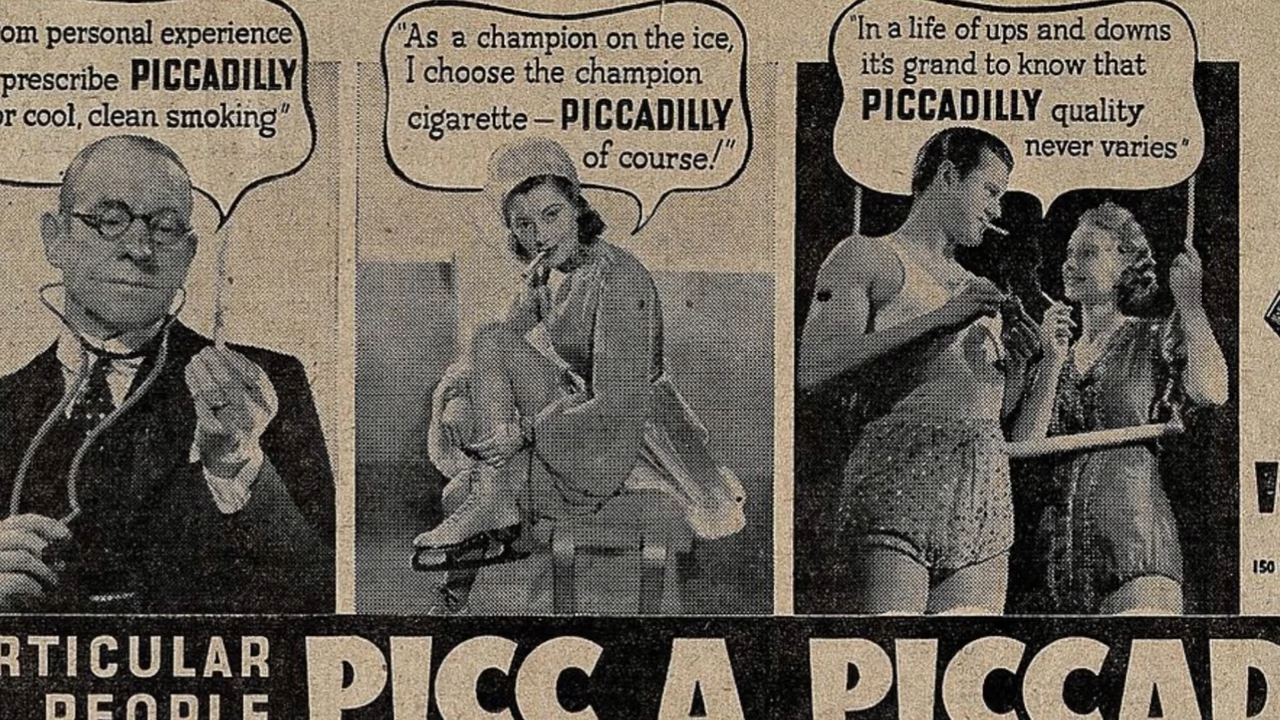 om personal experience
prescribe PICCADILLY
or cool, clean smoking"
"As a champion on the ice,
I choose the champion
cigarette – PICCADILLY
of course!"
"In a life of ups and downs
it's grand to know that
PICCADILLY quality
never varies"
150
RTICULAR
PEOPLE
PICC A PICCAD